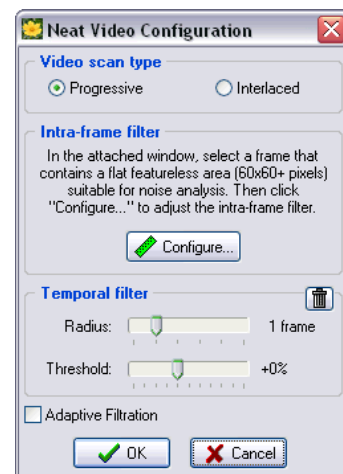 Neat Video Configuration
Video scan type
Progressive Interlaced
Intra-frame filter
In the attached window, select a frame that
contains a flat featureless area (60x60+ pixels)
suitable for noise analysis. Then click
"Configure..." to adjust the intra-frame filter.
Configure...
Temporal filter
Radius: 1 frame
Threshold: +0%
Adaptive Filtration
OK Cancel